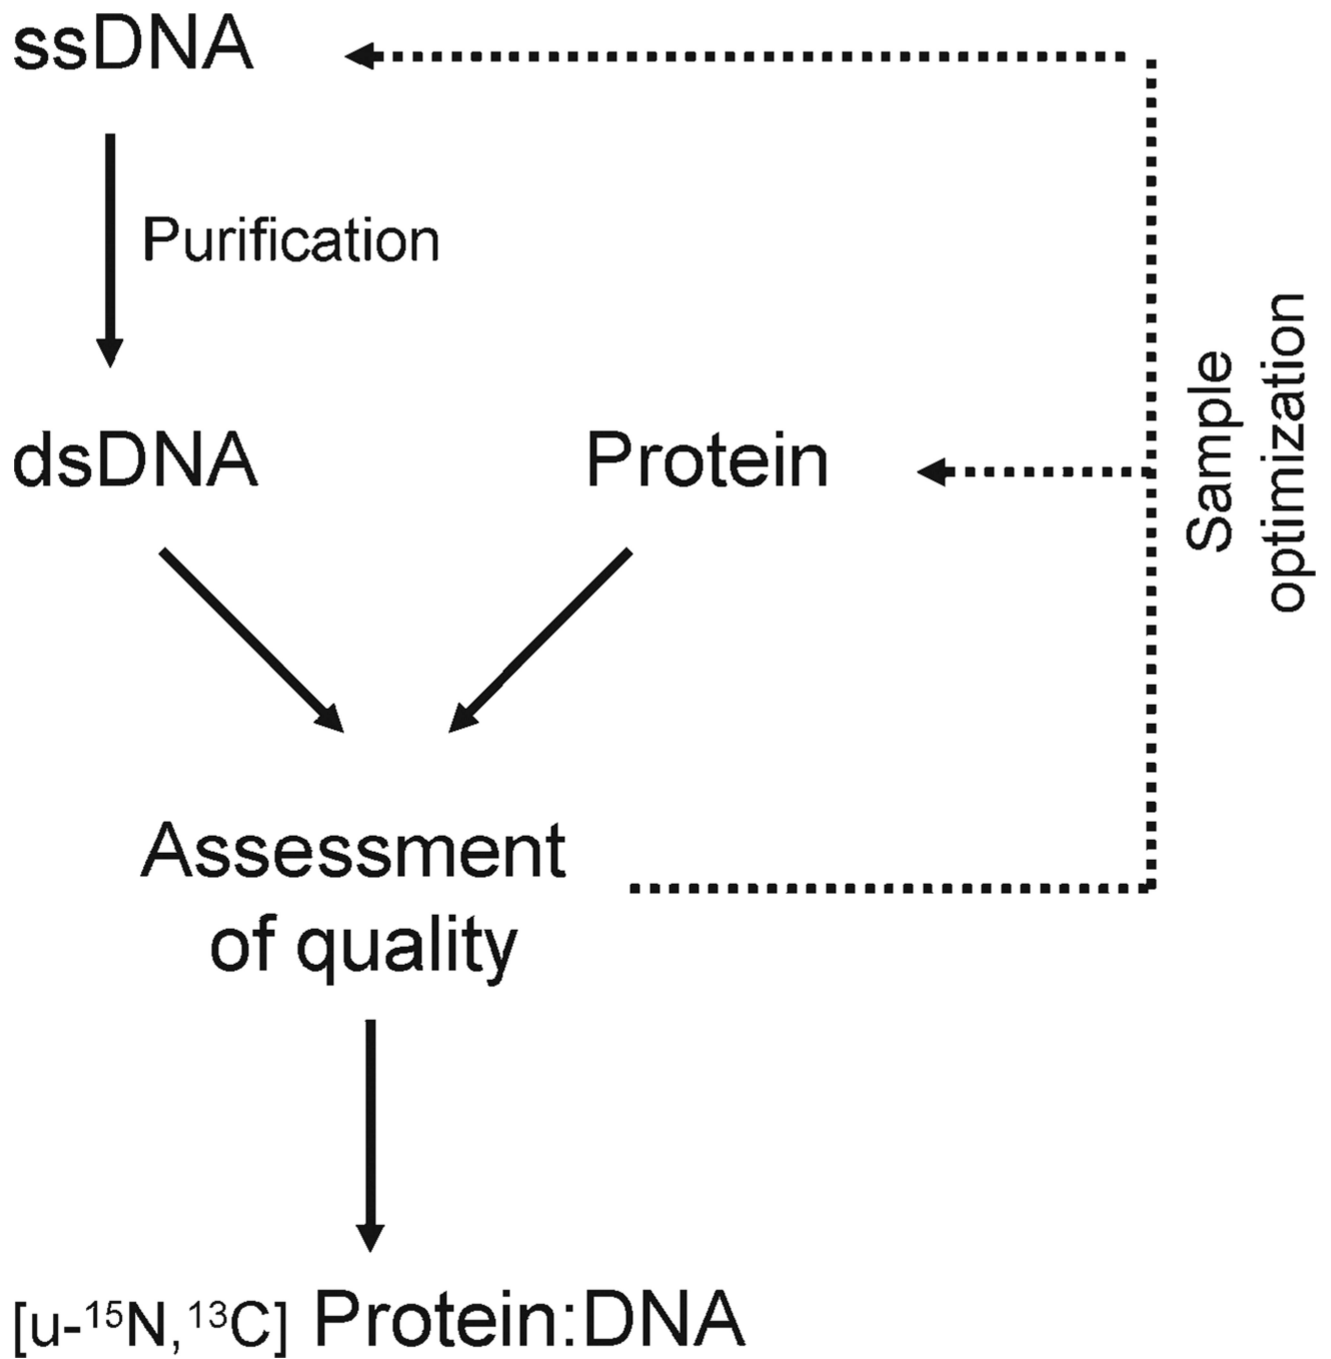 ssDNA
Purification
dsDNA
Protein
Sample
optimization
Assessment
of quality
[u-¹⁵N,¹³C] Protein:DNA